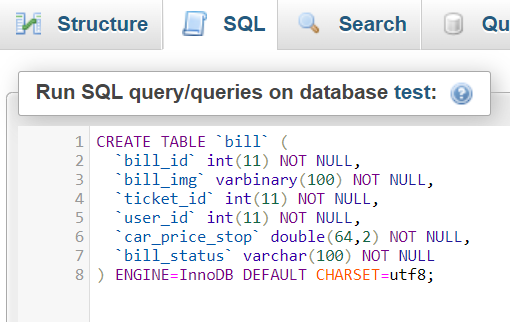 Structure SQL Search Qu
Run SQL query/queries on database test:
1 CREATE TABLE `bill` (
2 `bill_id` int(11) NOT NULL,
3 `bill_img` varbinary(100) NOT NULL,
4 `ticket_id` int(11) NOT NULL,
5 `user_id` int(11) NOT NULL,
6 `car_price_stop` double(64,2) NOT NULL,
7 `bill_status` varchar(100) NOT NULL
8 ) ENGINE=InnoDB DEFAULT CHARSET=utf8;